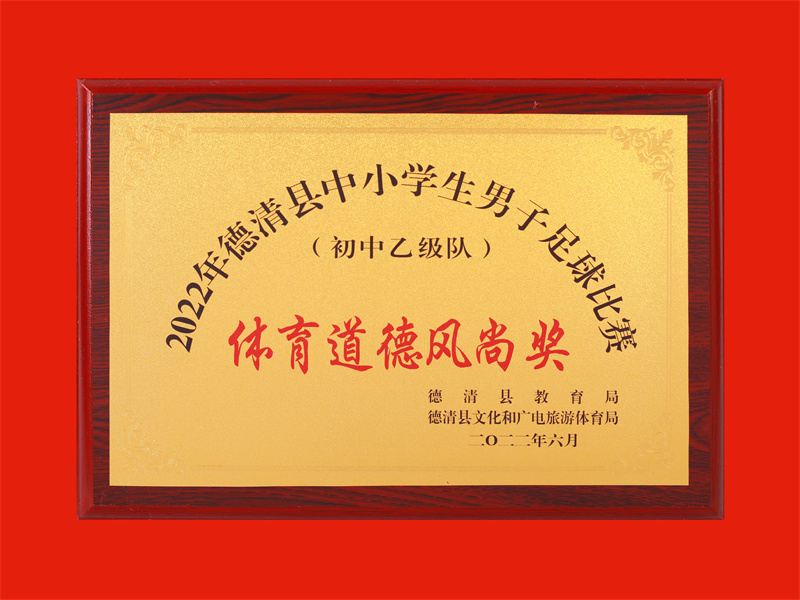 2022年德清县中小学生男子足球比赛
（初中乙级队）
体育道德风尚奖
德清县教育局
德清县文化和广电旅游体育局
二〇二二年六月